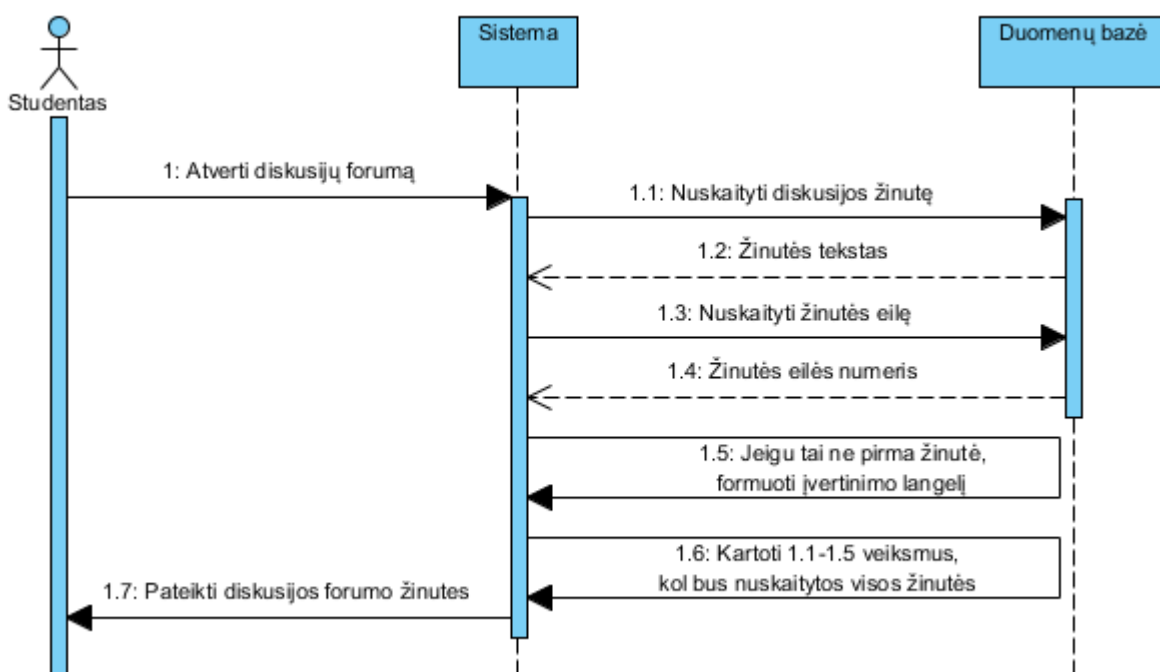 Studentas
Sistema
Duomenų bazė
1: Atverti diskusijų forumą
1.1: Nuskaityti diskusijos žinutę
1.2: Žinutės tekstas
1.3: Nuskaityti žinutės eilę
1.4: Žinutės eilės numeris
1.5: Jeigu tai ne pirma žinutė,
formuoti įvertinimo langelį
1.6: Kartoti 1.1-1.5 veiksmus,
kol bus nuskaitytos visos žinutės
1.7: Pateikti diskusijos forumo žinutes